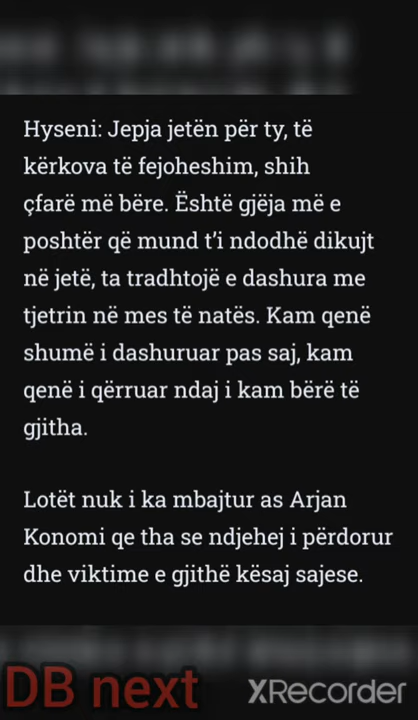 Hyseni: Jepja jetën për ty, të
kërkova të fejoheshim, shih
çfarë më bëre. Është gjëja më e
poshtër që mund t’i ndodhë dikujt
në jetë, ta tradhtojë e dashura me
tjetrin në mes të natës. Kam qenë
shumë i dashuruar pas saj, kam
qenë i qërruar ndaj i kam bërë të
gjitha.
Lotët nuk i ka mbajtur as Arjan
Konomi qe tha se ndjehej i përdorur
dhe viktime e gjithë kësaj sajese.
DB next
XRecorder